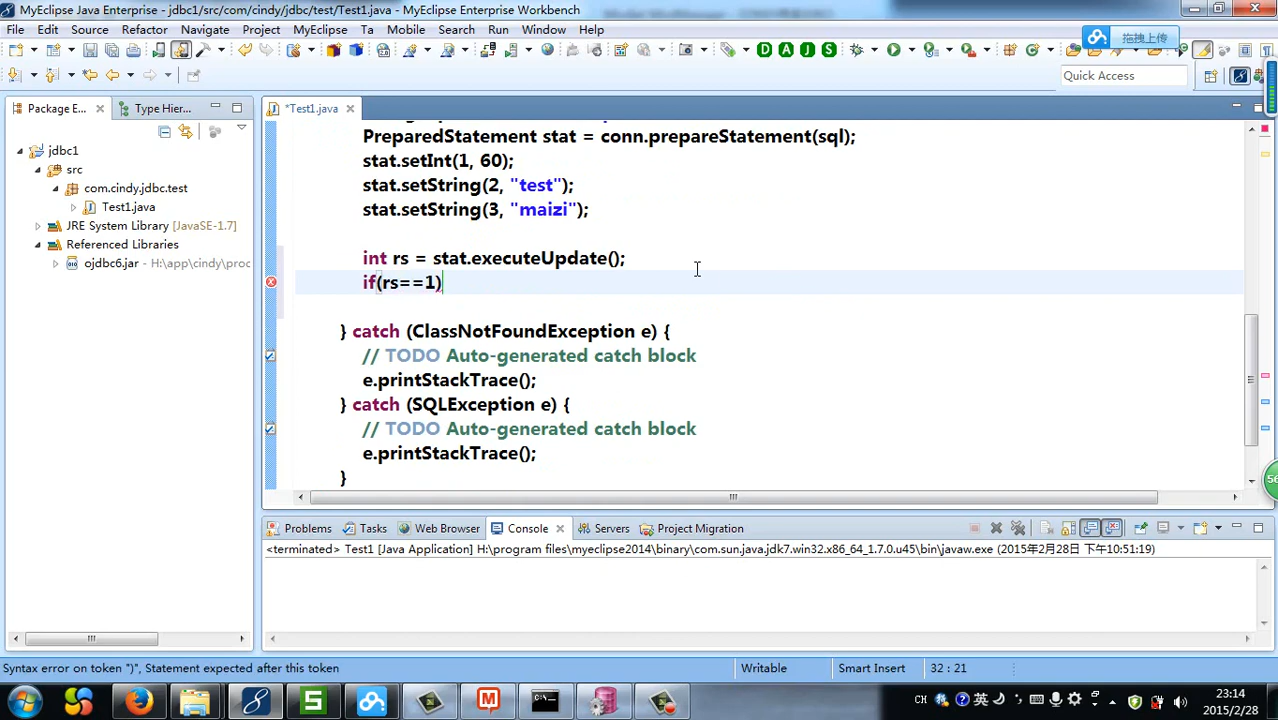 MyEclipse Java Enterprise - jdbc1/src/com/cindy/jdbc/test/Test1.java - MyEclipse Enterprise Workbench
File Edit Source Refactor Navigate Project MyEclipse Ta Mobile Search Run Window Help
拖拽上传
Quick Access
Package E...
Type Hier...
*Test1.java
jdbc1
src
com.cindy.jdbc.test
Test1.java
JRE System Library [JavaSE-1.7]
Referenced Libraries
ojdbc6.jar - H:\app\cindy\proc
PreparedStatement stat = conn.prepareStatement(sql);
stat.setInt(1, 60);
stat.setString(2, "test");
stat.setString(3, "maizi");
int rs = stat.executeUpdate();
if(rs==1)
} catch (ClassNotFoundException e) {
// TODO Auto-generated catch block
e.printStackTrace();
} catch (SQLException e) {
// TODO Auto-generated catch block
e.printStackTrace();
}
Problems Tasks Web Browser Console Servers Project Migration
<terminated> Test1 [Java Application] H:\program files\myeclipse2014\binary\com.sun.java.jdk7.win32.x86_64_1.7.0.u45\bin\javaw.exe (2015年2月28日 下午10:51:19)
Syntax error on token ")", Statement expected after this token
Writable
Smart Insert
32 : 21
CH
英
23:14
2015/2/28